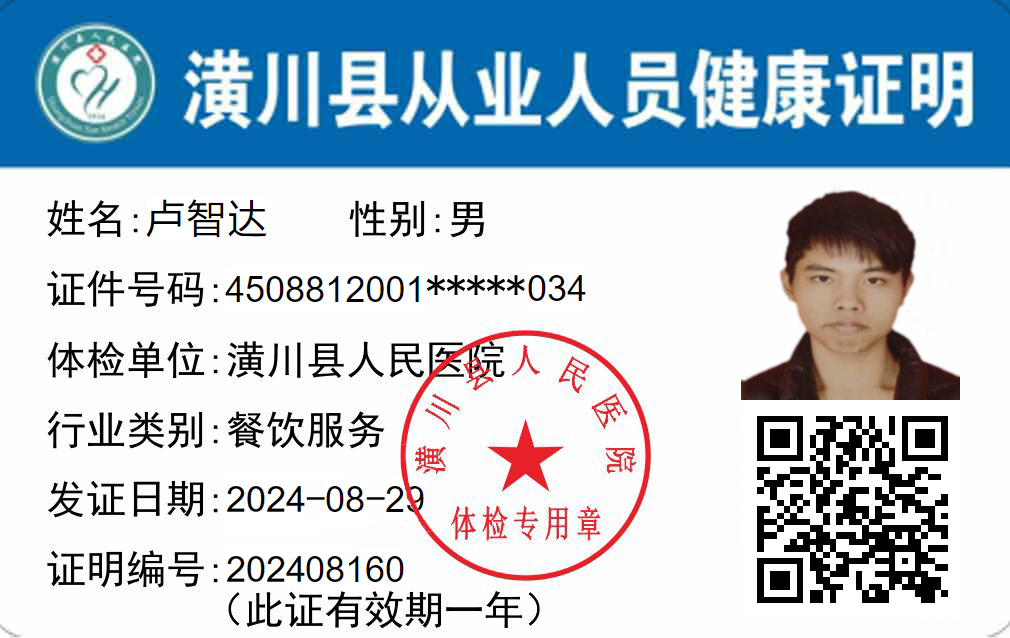 潢川县从业人员健康证明
姓名:卢智达 性别:男
证件号码:4508812001*****034
体检单位:潢川县人民医院
行业类别:餐饮服务
发证日期:2024-08-29
证明编号:202408160
(此证有效期一年)
潢川县人民医院
体检专用章